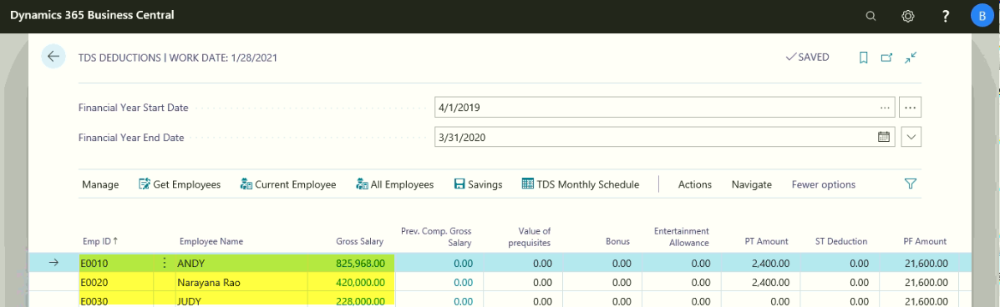 Dynamics 365 Business Central ? B
TDS DEDUCTIONS | WORK DATE: 1/28/2021 SAVED
Financial Year Start Date 4/1/2019 ... ...
Financial Year End Date 3/31/2020
Manage Get Employees Current Employee All Employees Savings TDS Monthly Schedule Actions Navigate Fewer options
Emp ID ↑ Employee Name Gross Salary Prev. Comp. Gross Salary Value of prequisites Bonus Entertainment Allowance PT Amount ST Deduction PF Amount
→ E0010 ANDY 825,968.00 0.00 0.00 0.00 0.00 2,400.00 0.00 21,600.00
E0020 Narayana Rao 420,000.00 0.00 0.00 0.00 0.00 2,400.00 0.00 21,600.00
E0030 JUDY 228,000.00 0.00 0.00 0.00 0.00 0.00 0.00 21,600.00